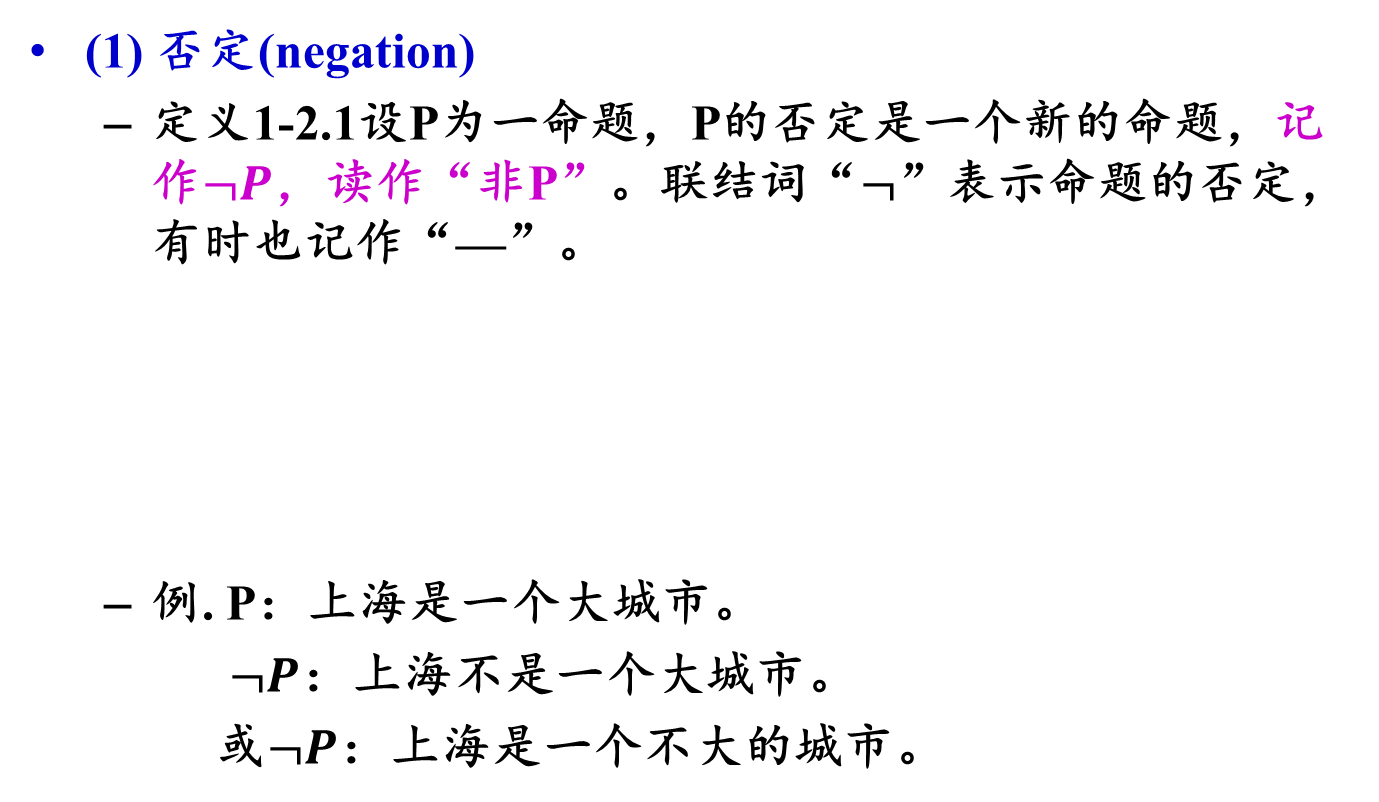 • (1) 否定(negation)
– 定义1-2.1设P为一命题，P的否定是一个新的命题，记
作¬P，读作“非P”。联结词“¬”表示命题的否定，
有时也记作“—”。
– 例. P：上海是一个大城市。
¬P：上海不是一个大城市。
或¬P：上海是一个不大的城市。